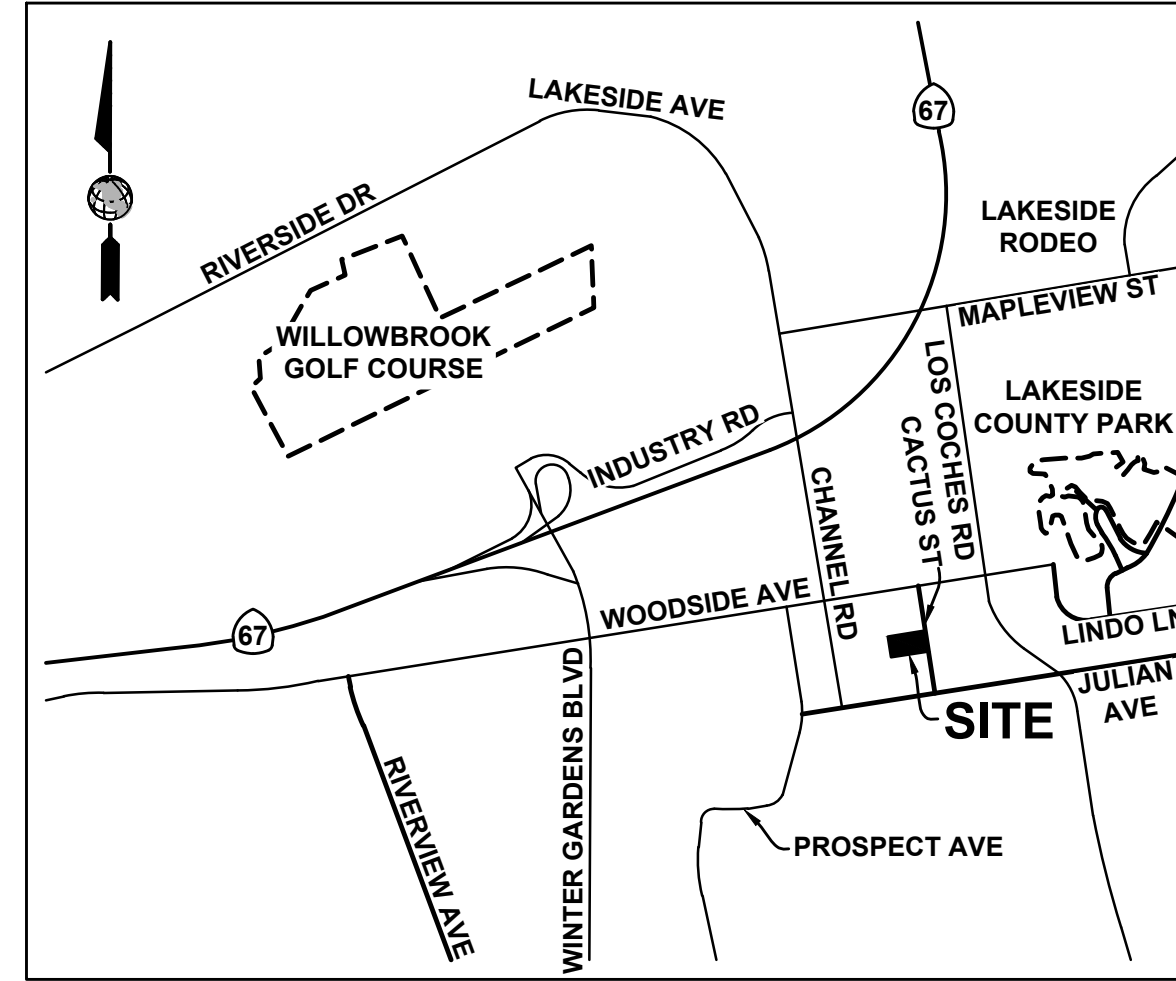 LAKESIDE AVE
67
RIVERSIDE DR
LAKESIDE
RODEO
MAPLEVIEW ST
WILLOWBROOK
GOLF COURSE
LOS COCHES RD
CACTUS ST
LAKESIDE
COUNTY PARK
INDUSTRY RD
CHANNEL RD
WOODSIDE AVE
67
LINDO LN
JULIAN
AVE
SITE
WINTER GARDENS BLVD
RIVERVIEW AVE
PROSPECT AVE